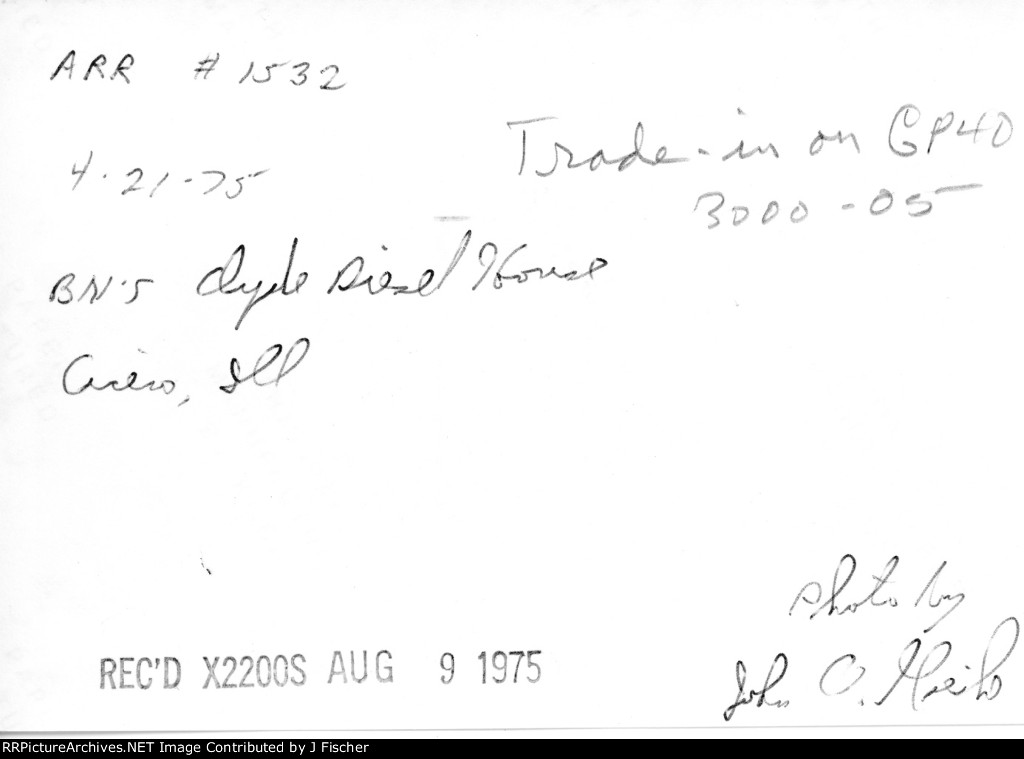 ARR # 1532
Trade-in on GP40
3000-05
4-21-75
BN's Clyde Diesel House
Cicero, Ill
Photo by
John C.
REC'D X2200S AUG 9 1975
RRPictureArchives.NET Image Contributed by J Fischer